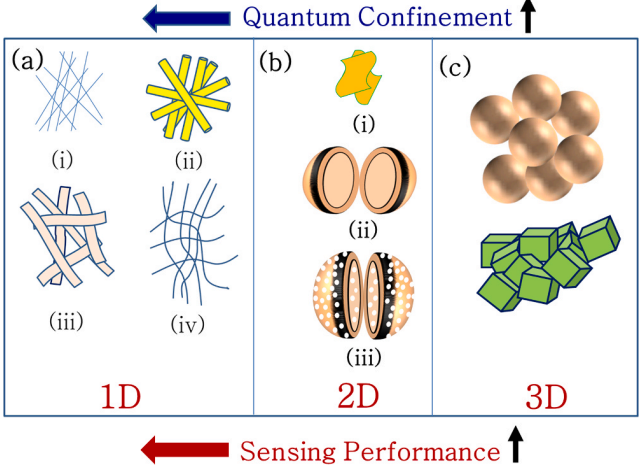 Quantum Confinement
(a)
(i)
(ii)
(iii)
(iv)
1D
(b)
(i)
(ii)
(iii)
2D
(c)
3D
Sensing Performance